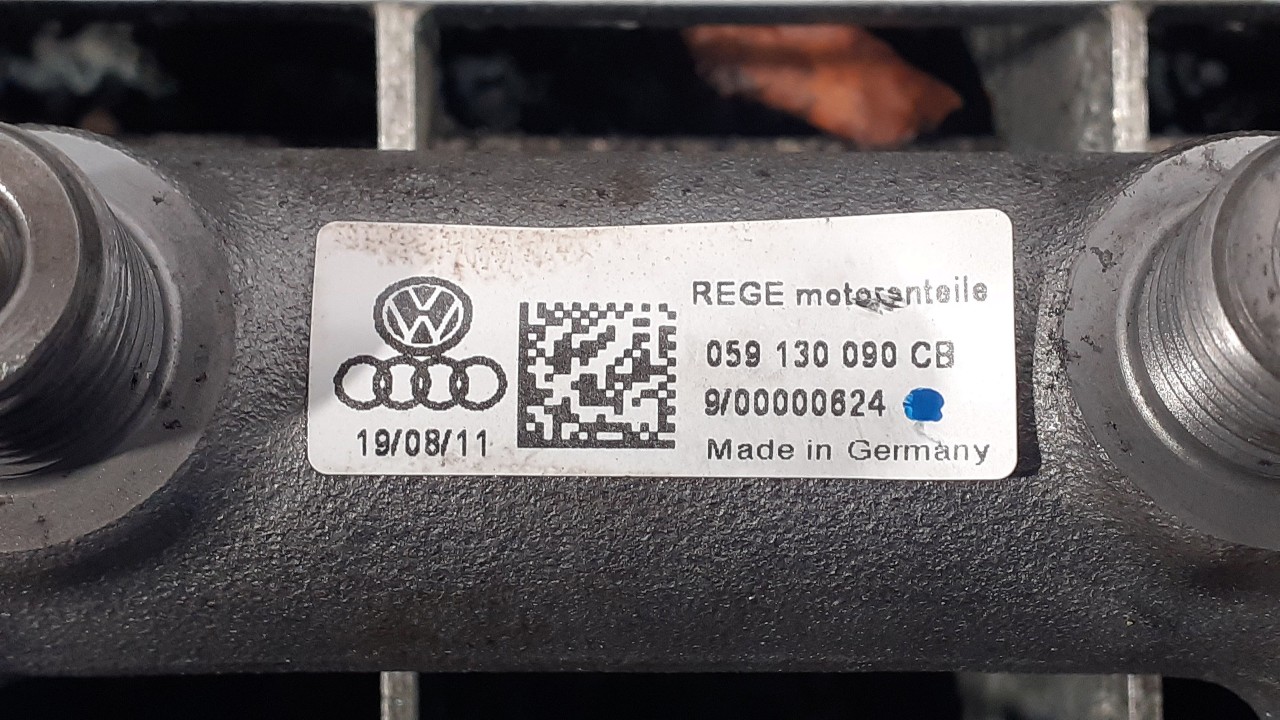 REGE motorenteile
059 130 090 CB
9/00000624
Made in Germany
19/08/11